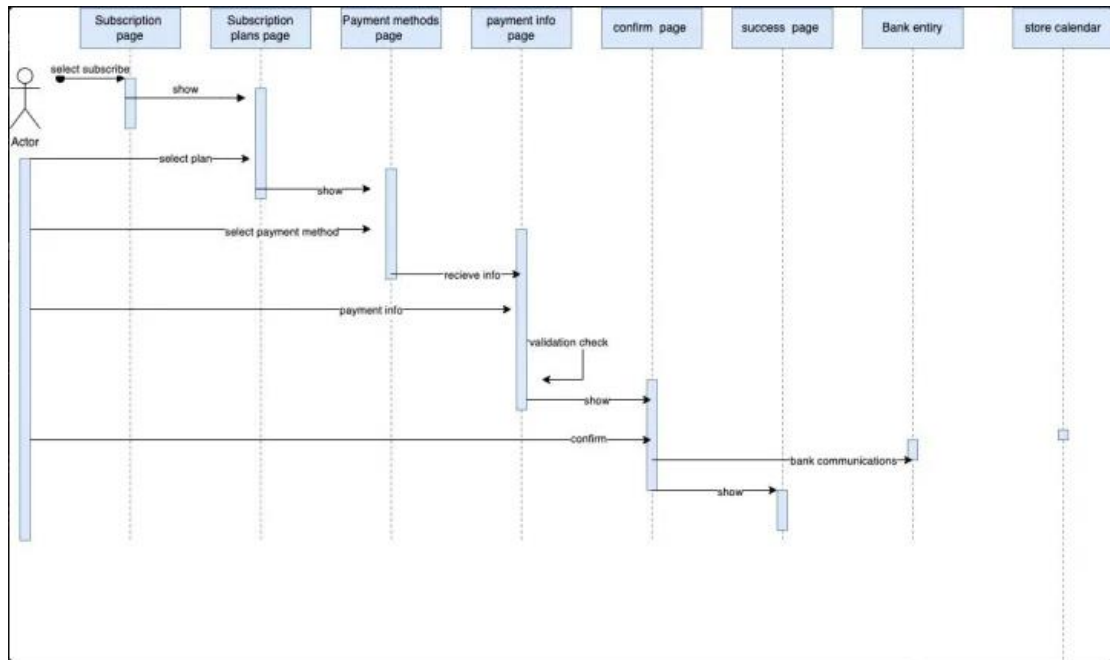 Subscription
page
Subscription
plans page
Payment methods
page
payment info
page
confirm page
success page
Bank entiry
store calendar
select subscribe
show
Actor
select plan
show
select payment method
recieve info
payment info
validation check
show
confirm
bank communications
show